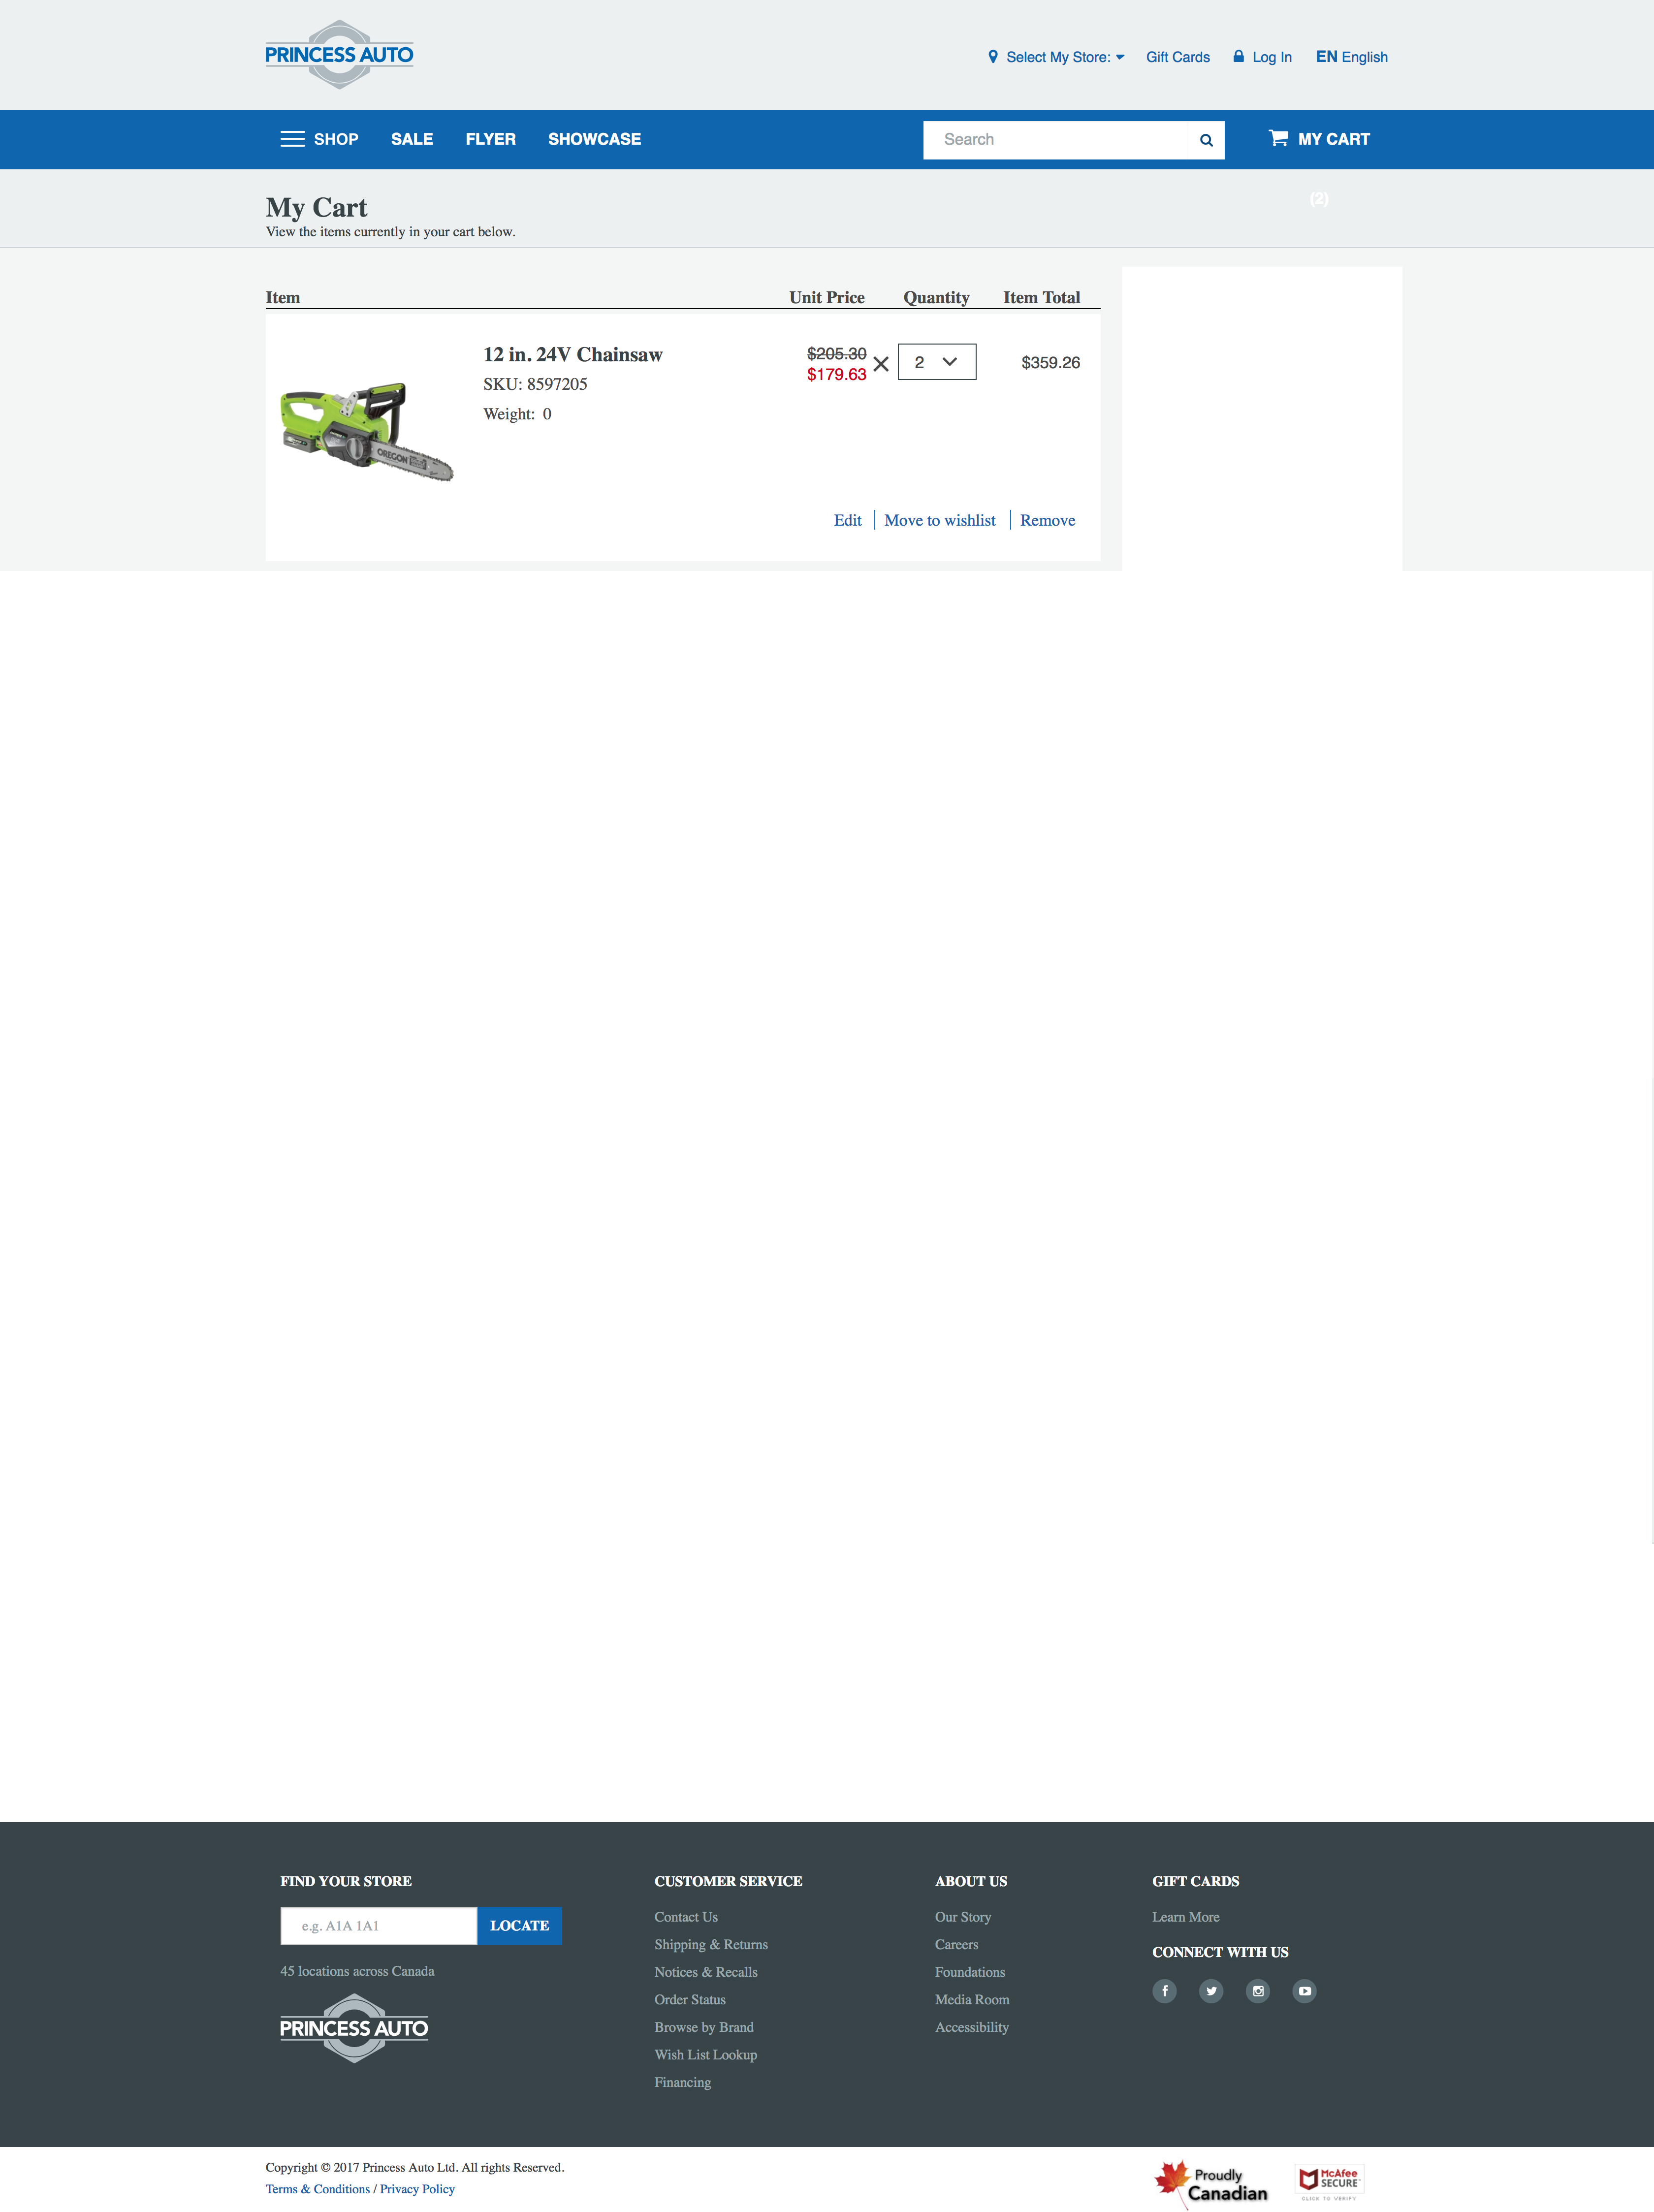 PRINCESS AUTO
Select My Store:
Gift Cards
Log In
EN English
SHOP
SALE
FLYER
SHOWCASE
Search
MY CART
(2)
My Cart
View the items currently in your cart below.
Item
Unit Price
Quantity
Item Total
12 in. 24V Chainsaw
SKU: 8597205
Weight: 0
$205.30
$179.63
2
$359.26
OREGON
Edit
Move to wishlist
Remove
FIND YOUR STORE
e.g. A1A 1A1
LOCATE
45 locations across Canada
PRINCESS AUTO
CUSTOMER SERVICE
Contact Us
Shipping & Returns
Notices & Recalls
Order Status
Browse by Brand
Wish List Lookup
Financing
ABOUT US
Our Story
Careers
Foundations
Media Room
Accessibility
GIFT CARDS
Learn More
CONNECT WITH US
Copyright © 2017 Princess Auto Ltd. All rights Reserved.
Terms & Conditions / Privacy Policy
Proudly
Canadian
McAfee
SECURE
CLICK TO VERIFY